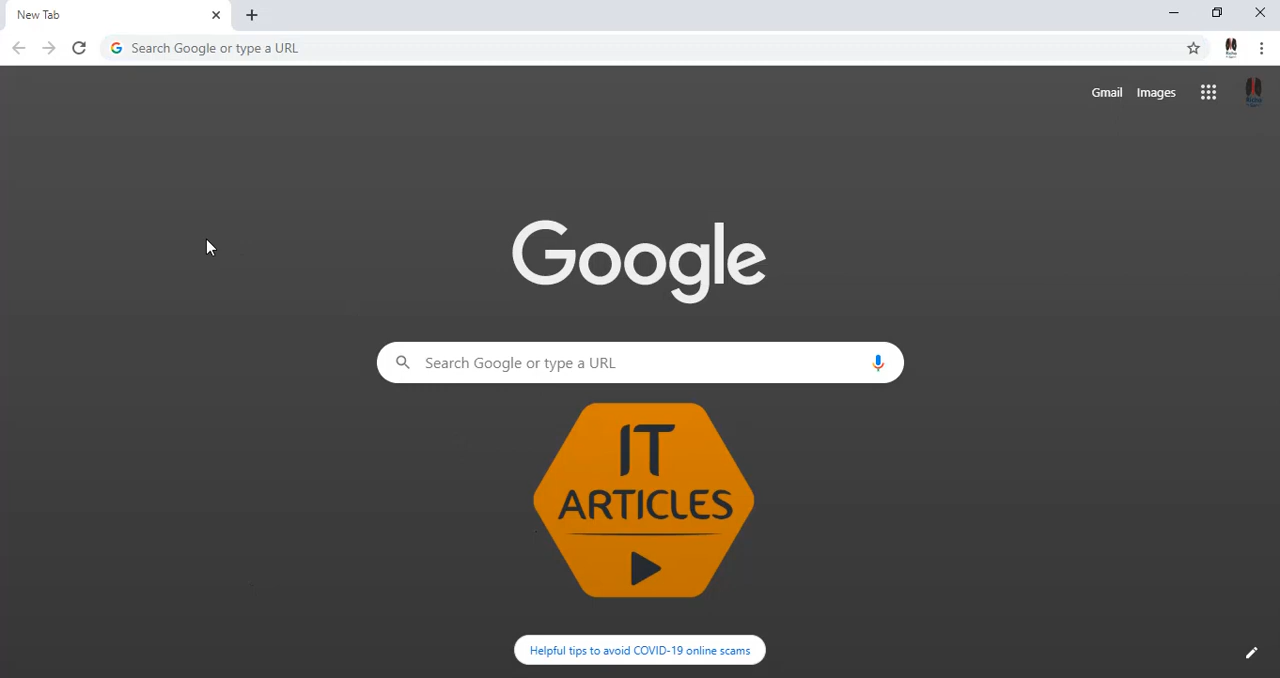 New Tab
Search Google or type a URL
Gmail Images
Google
Search Google or type a URL
IT
ARTICLES
Helpful tips to avoid COVID-19 online scams